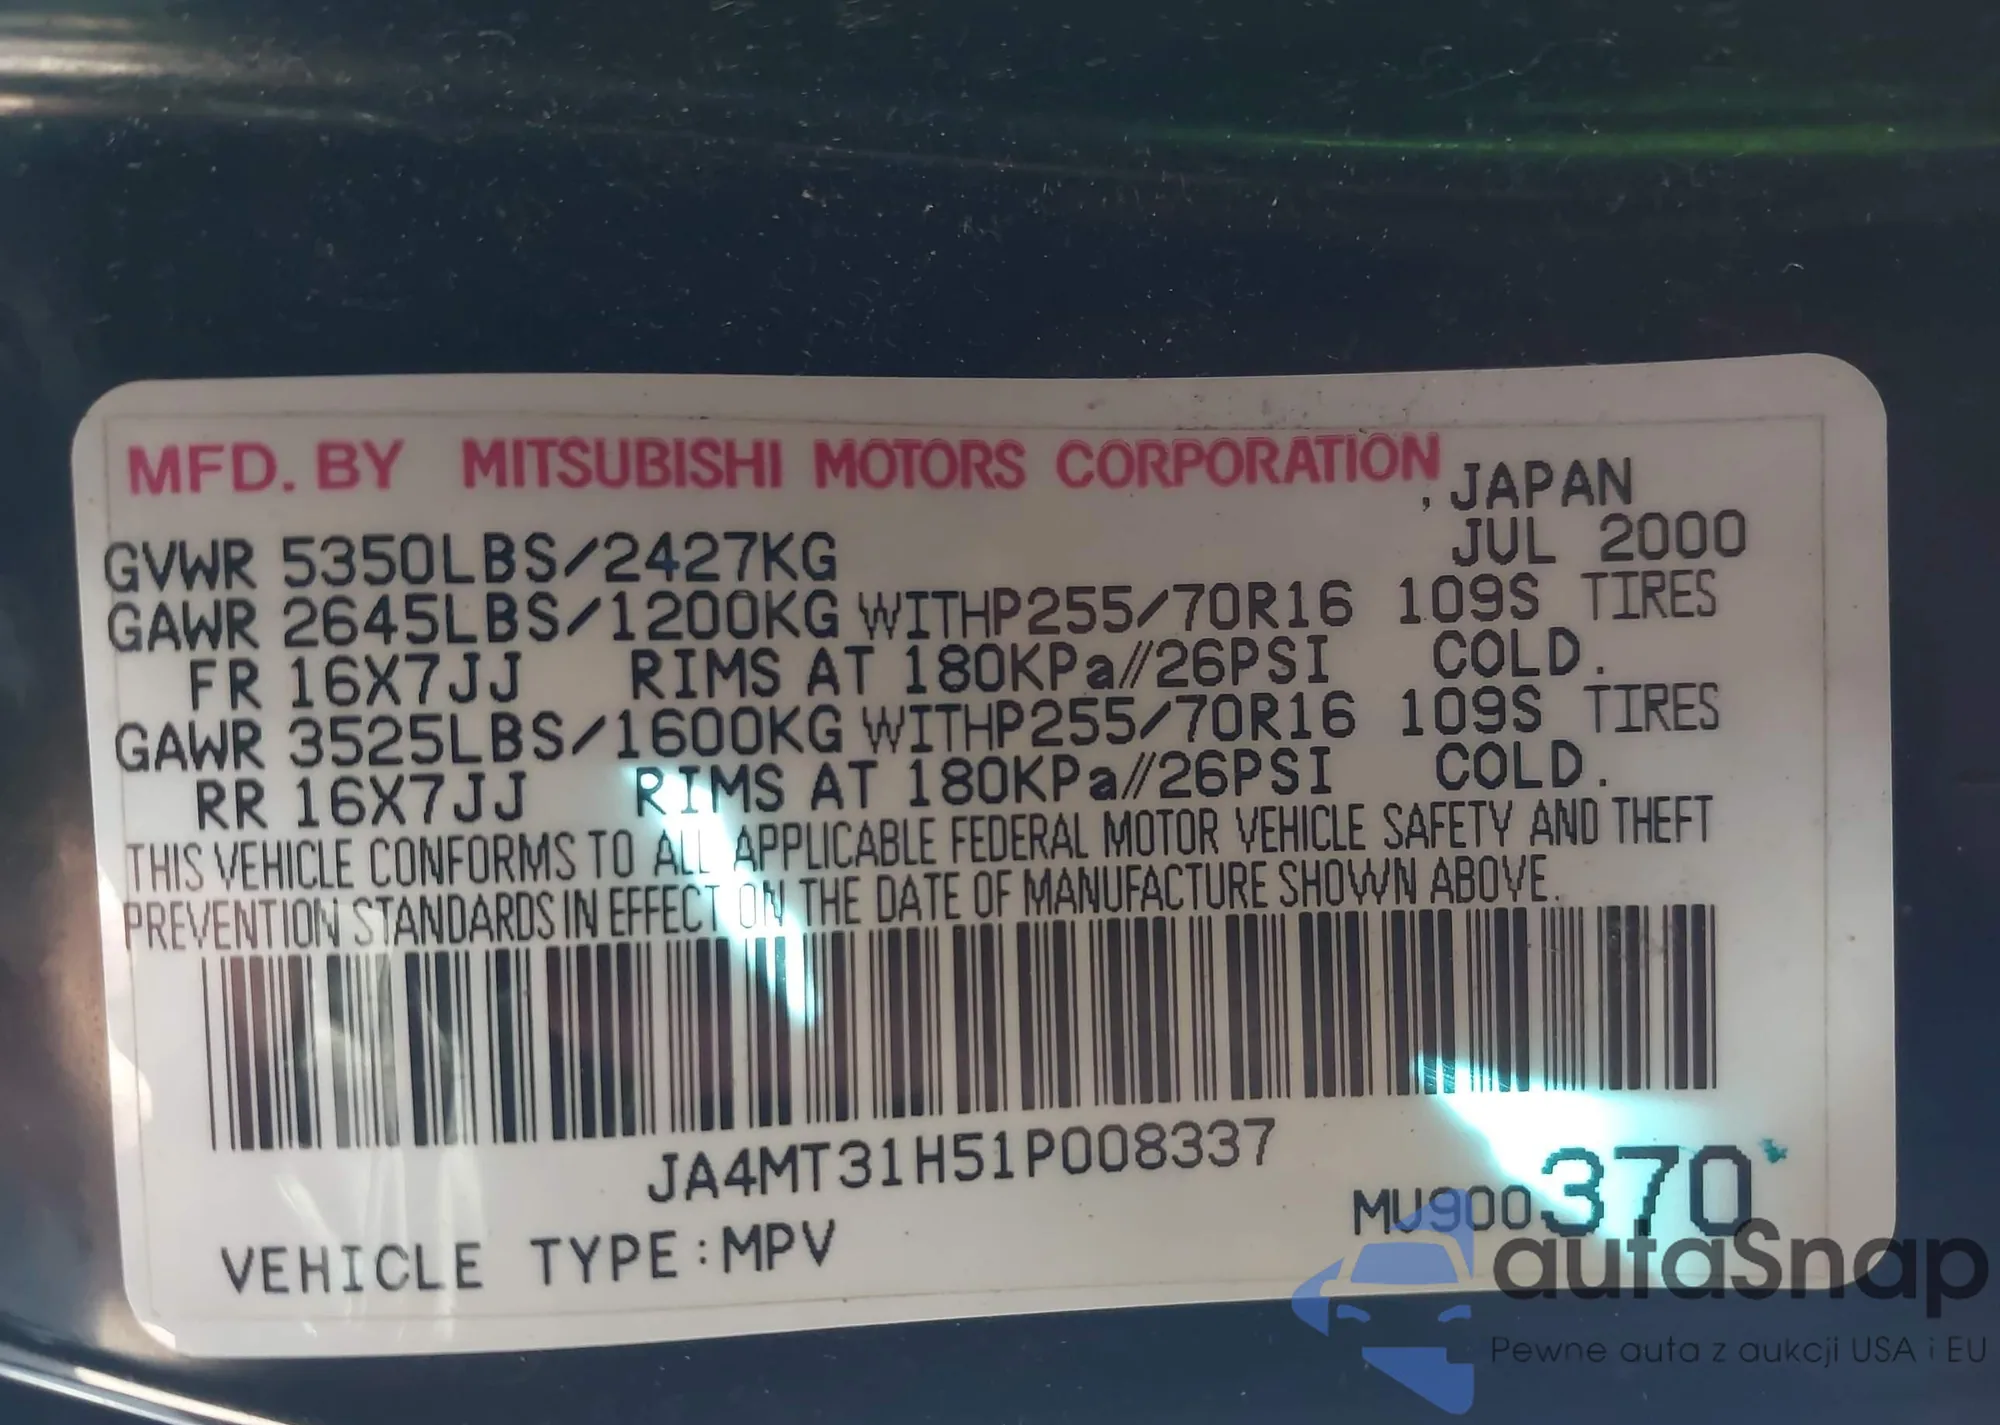 MFD. BY MITSUBISHI MOTORS CORPORATION , JAPAN
GVWR 5350LBS/2427KG JUL 2000
GAWR 2645LBS/1200KG WITHP255/70R16 109S TIRES
FR 16X7JJ RIMS AT 180KPa//26PSI COLD.
GAWR 3525LBS/1600KG WITHP255/70R16 109S TIRES
RR 16X7JJ RIMS AT 180KPa//26PSI COLD.
THIS VEHICLE CONFORMS TO ALL APPLICABLE FEDERAL MOTOR VEHICLE SAFETY AND THEFT
PREVENTION STANDARDS IN EFFECT ON THE DATE OF MANUFACTURE SHOWN ABOVE.
JA4MT31H51P008337
MU900370
VEHICLE TYPE:MPV
autaSnap
Pewne auta z aukcji USA i EU